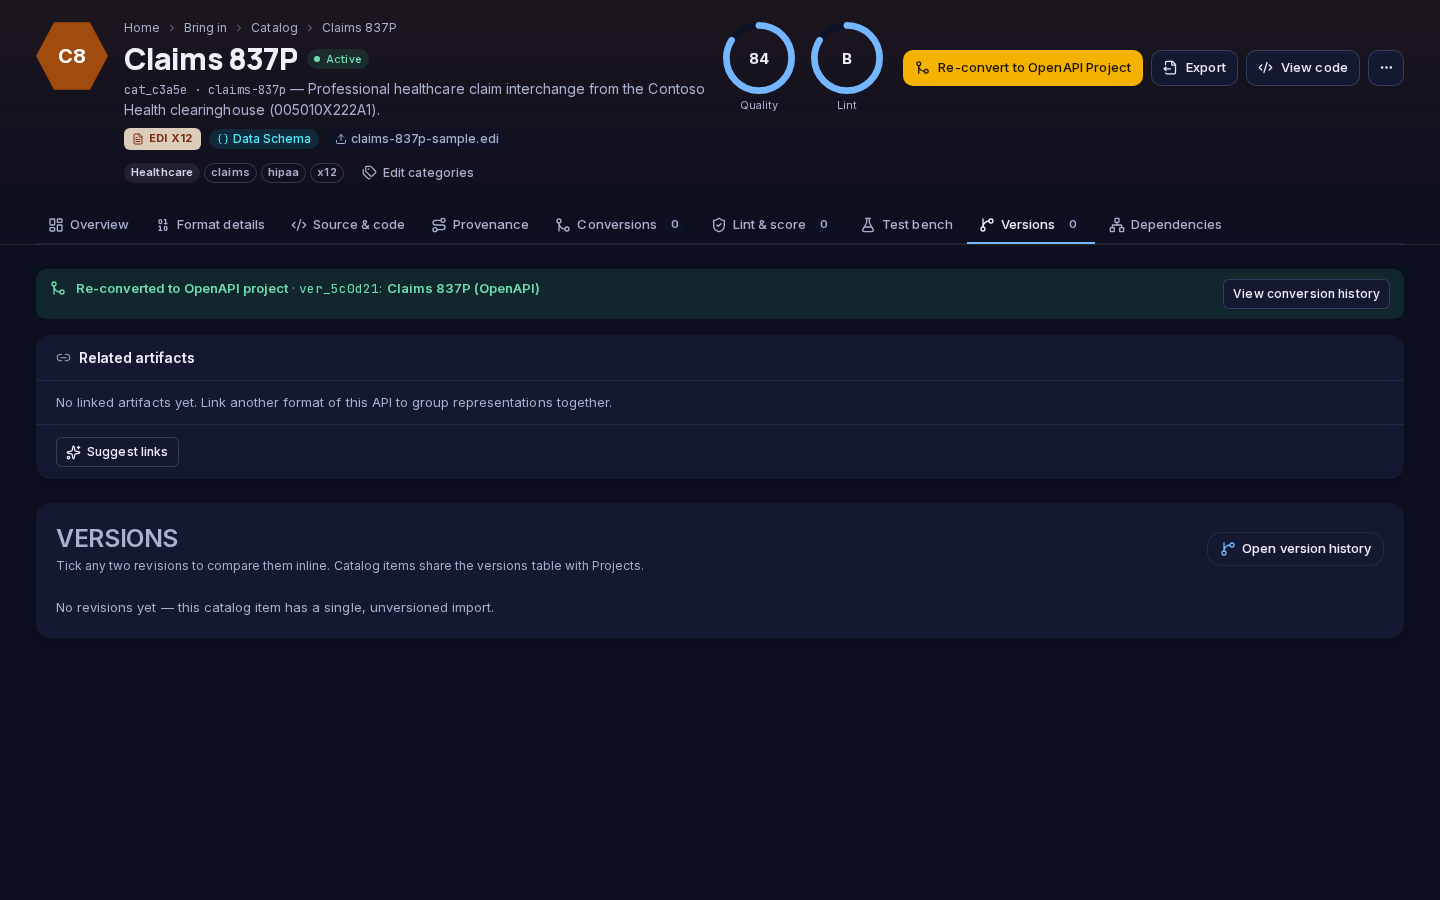 C8
Home > Bring in > Catalog > Claims 837P
Claims 837P
Active
cat_c3a5e · claims-837p — Professional healthcare claim interchange from the Contoso
Health clearinghouse (005010X222A1).
EDI X12
{} Data Schema
claims-837p-sample.edi
Healthcare
claims
hipaa
x12
Edit categories
84
Quality
B
Lint
Re-convert to OpenAPI Project
Export
View code
Overview
Format details
Source & code
Provenance
Conversions 0
Lint & score 0
Test bench
Versions 0
Dependencies
Re-converted to OpenAPI project · ver_5c0d21: Claims 837P (OpenAPI)
View conversion history
Related artifacts
No linked artifacts yet. Link another format of this API to group representations together.
Suggest links
VERSIONS
Tick any two revisions to compare them inline. Catalog items share the versions table with Projects.
Open version history
No revisions yet — this catalog item has a single, unversioned import.